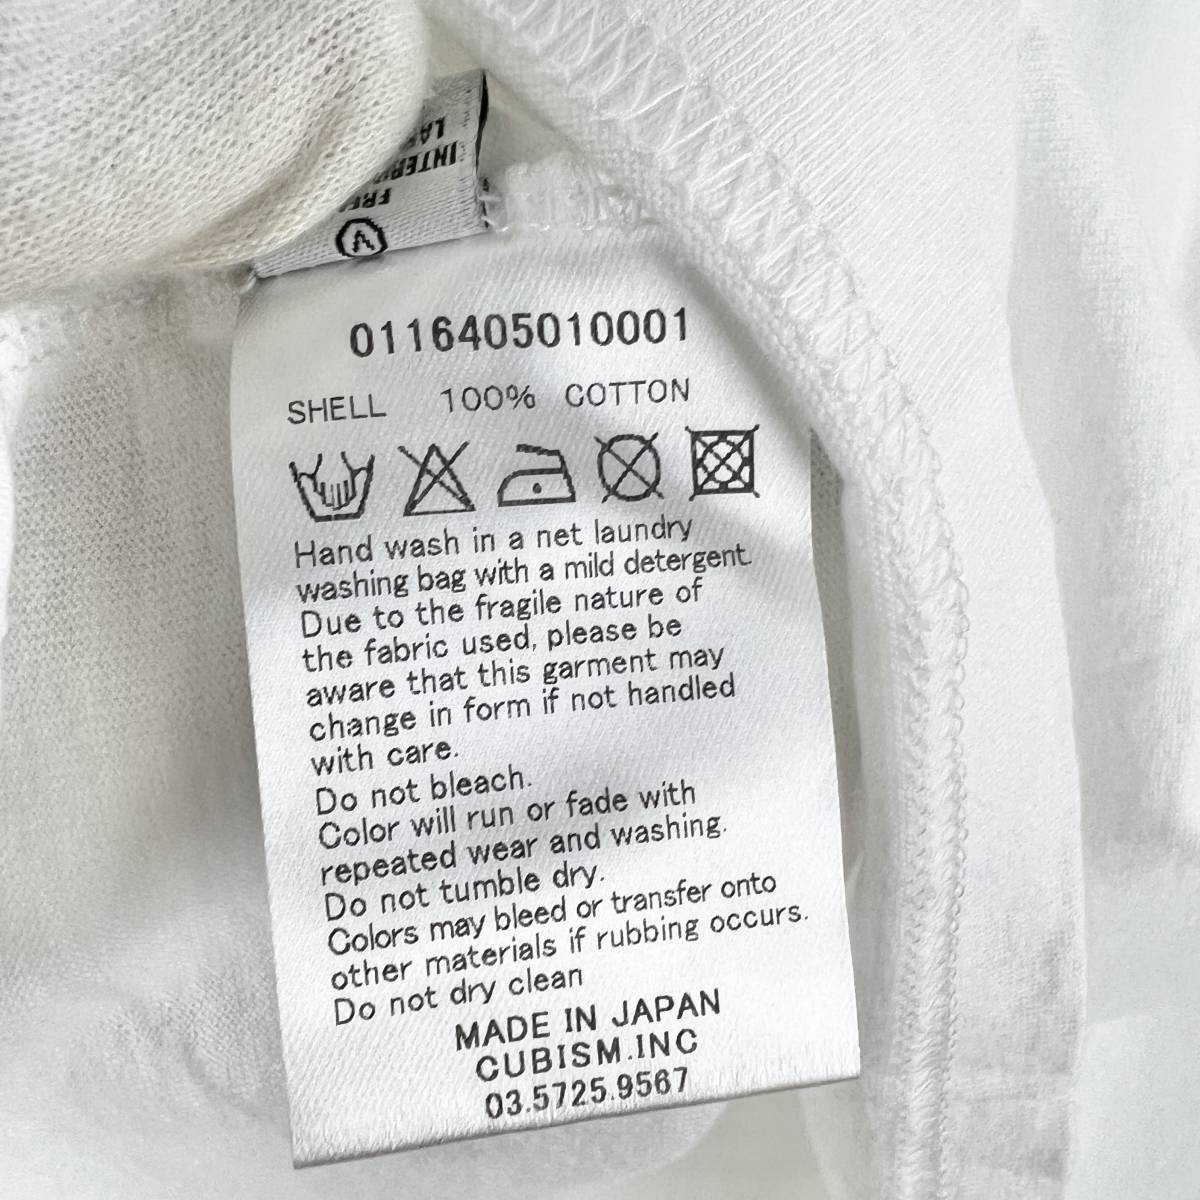 0116405010001
SHELL 100% COTTON
Hand wash in a net laundry
washing bag with a mild detergent.
Due to the fragile nature of
the fabric used, please be
aware that this garment may
change in form if not handled
with care.
Do not bleach.
Color will run or fade with
repeated wear and washing.
Do not tumble dry.
Colors may bleed or transfer onto
other materials if rubbing occurs.
Do not dry clean
MADE IN JAPAN
CUBISM.INC
03.5725.9567